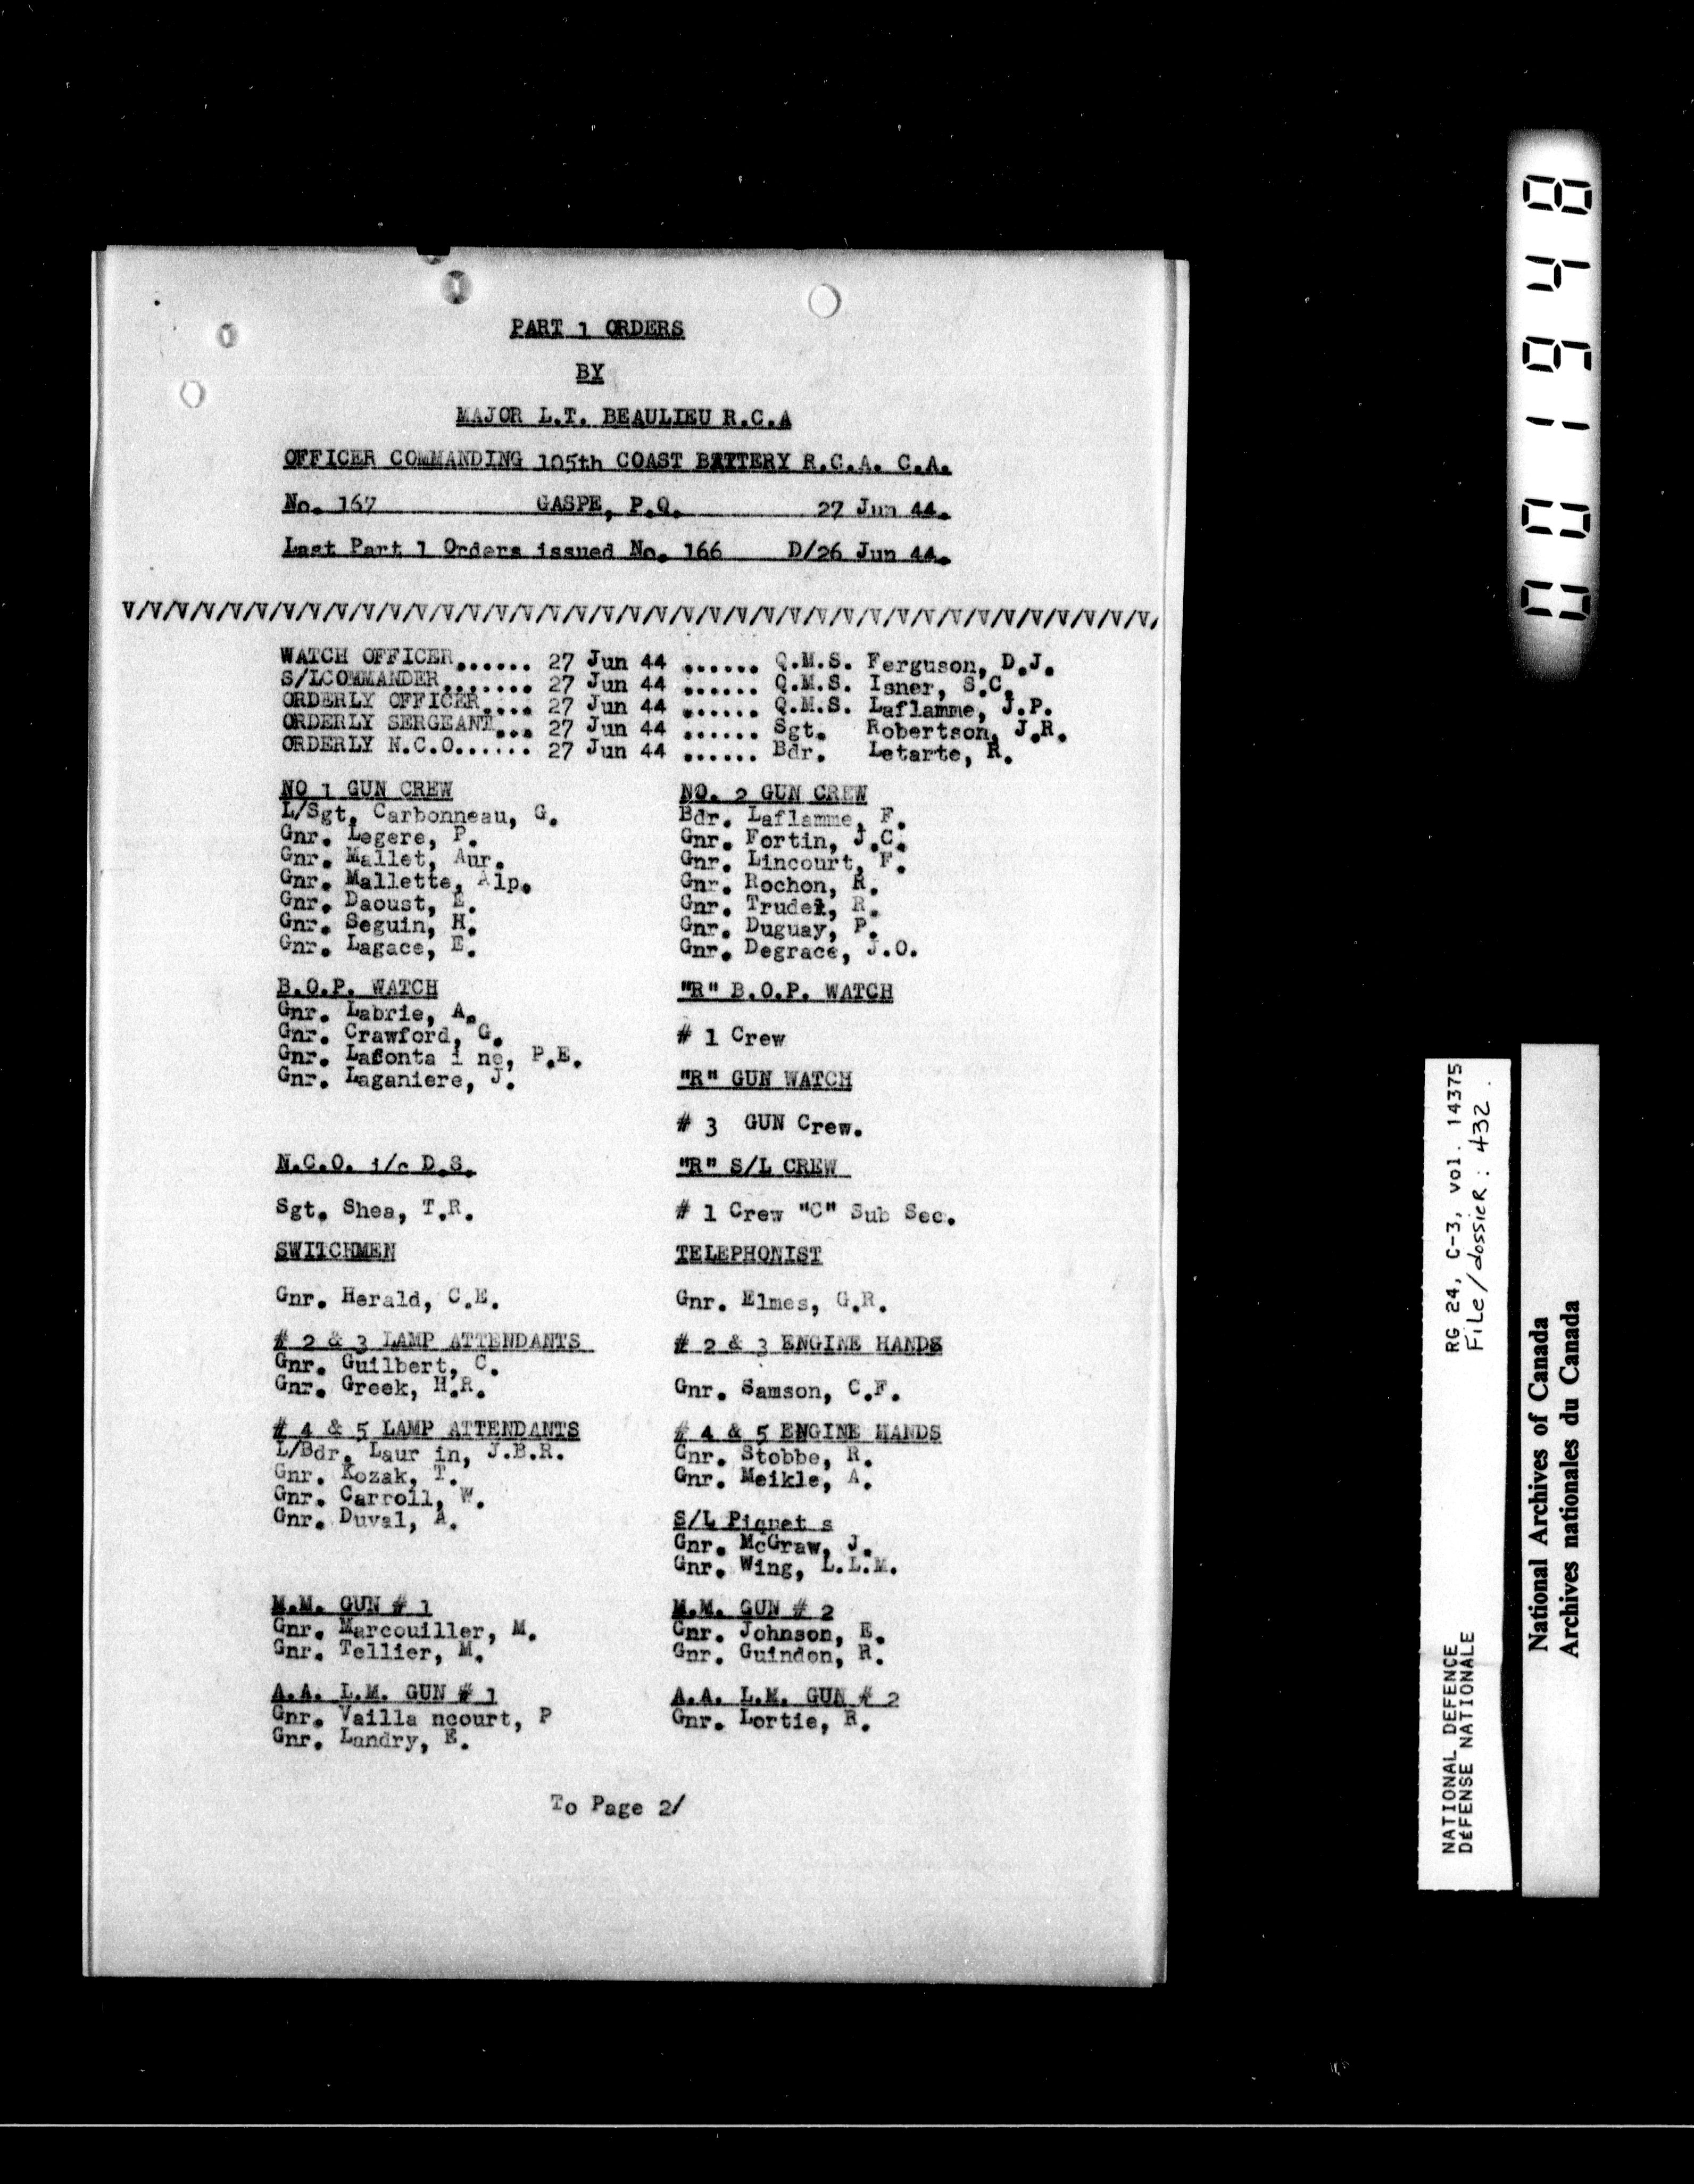 PART 1 ORDERS
BY
MAJOR L.T. BEAULIEU R.C.A
OFFICER COMMANDING 105th COAST BATTERY R.C.A. C.A.
No. 167 GASPE, P.Q. 27 Jun 44.
Last Part 1 Orders issued No. 166 D/26 Jun 44.
WATCH OFFICER...... 27 Jun 44 ...... Q.M.S. Ferguson, D.J.
S/LCOMMANDER....... 27 Jun 44 ...... Q.M.S. Isner, S.C.
ORDERLY OFFICER.... 27 Jun 44 ...... Q.M.S. Laflamme, J.P.
ORDERLY SERGEANT... 27 Jun 44 ...... Sgt. Robertson, J.R.
ORDERLY N.C.O...... 27 Jun 44 ...... Bdr. Letarte, R.
NO 1 GUN CREW
L/Sgt. Carbonneau, G.
Gnr. Legere, P.
Gnr. Mallet, Aur.
Gnr. Mallette, Alp.
Gnr. Daoust, E.
Gnr. Seguin, H.
Gnr. Lagace, E.
NO. 2 GUN CREW
Bdr. Laflamme, F.
Gnr. Fortin, J.C.
Gnr. Lincourt, F.
Gnr. Rochon, R.
Gnr. Trudel, R.
Gnr. Duguay, P.
Gnr. Degrace, J.O.
B.O.P. WATCH
Gnr. Labrie, A.
Gnr. Crawford, G.
Gnr. Lafonta i ne, P.E.
Gnr. Laganiere, J.
"R" B.O.P. WATCH
# 1 Crew
"R" GUN WATCH
# 3 GUN Crew.
N.C.O. i/c D.S.
Sgt. Shea, T.R.
"R" S/L CREW
# 1 Crew "C" Sub Sec.
SWITCHMEN
Gnr. Herald, C.E.
TELEPHONIST
Gnr. Elmes, G.R.
# 2 & 3 LAMP ATTENDANTS
Gnr. Guilbert, C.
Gnr. Greek, H.R.
# 2 & 3 ENGINE HANDS
Gnr. Samson, C.F.
# 4 & 5 LAMP ATTENDANTS
L/Bdr. Laur in, J.B.R.
Gnr. Kozak, T.
Gnr. Carroll, W.
Gnr. Duval, A.
# 4 & 5 ENGINE HANDS
Gnr. Stobbe, R.
Gnr. Meikle, A.
S/L Piquet s
Gnr. McGraw, J.
Gnr. Wing, L.L.M.
M.M. GUN # 1
Gnr. Marcouiller, M.
Gnr. Tellier, M.
M.M. GUN # 2
Gnr. Johnson, E.
Gnr. Guindon, R.
A.A. L.M. GUN # 1
Gnr. Vailla ncourt, P
Gnr. Landry, E.
A.A. L.M. GUN # 2
Gnr. Lortie, R.
To Page 2/
NATIONAL DEFENCE RG 24, C-3, vol. 14375
DÉFENSE NATIONALE FiLe/dossieR: 432.
National Archives of Canada
Archives nationales du Canada